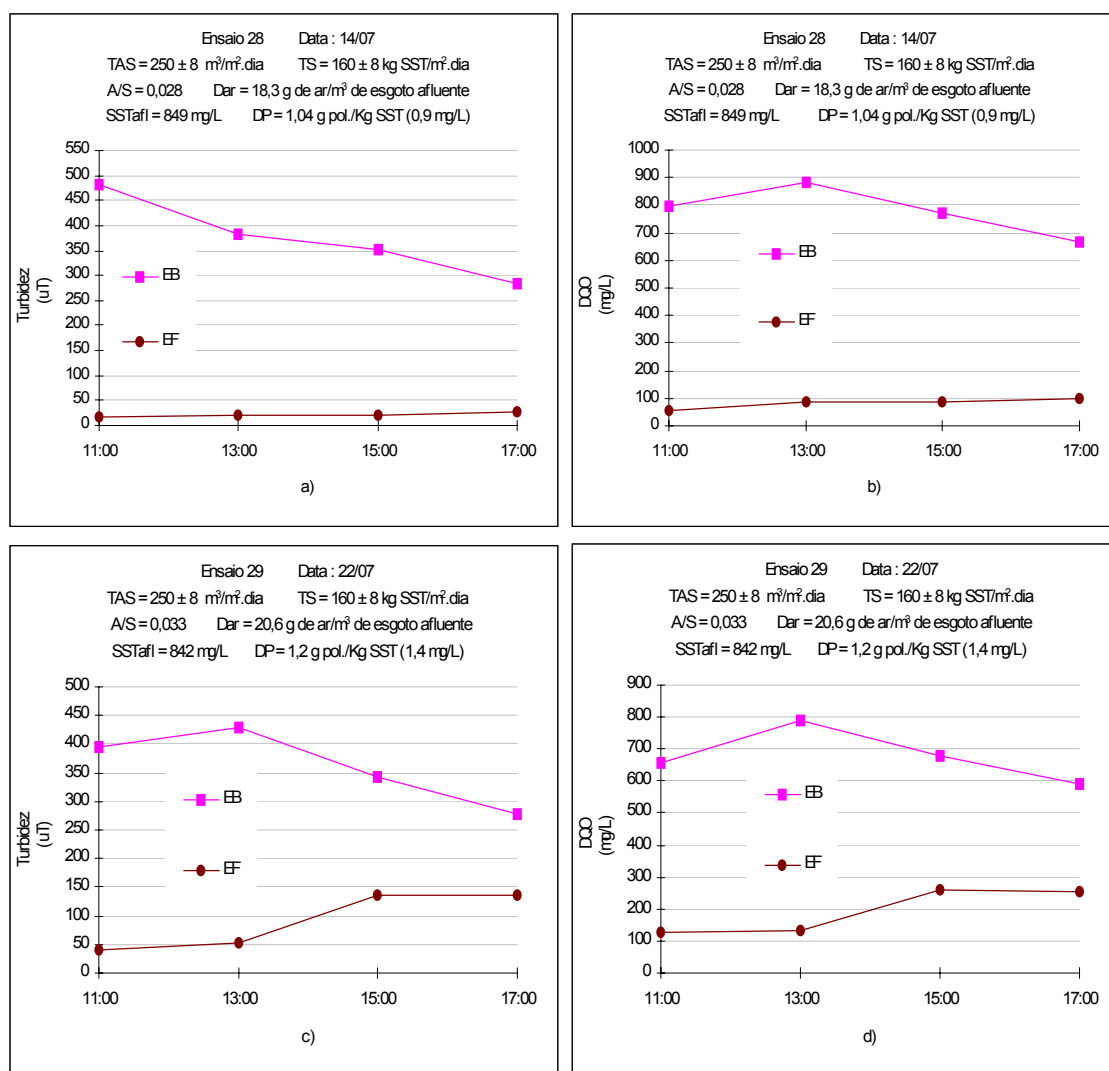 Ensaio 28 Data : 14/07
TAS = 250 ± 8 m³/m².dia TS = 160 ± 8 kg SST/m².dia
A/S = 0,028 Dar = 18,3 g de ar/m³ de esgoto afluente
SSTafl = 849 mg/L DP = 1,04 g pol./Kg SST (0,9 mg/L)
Turbidez
(uT)
550
500
450
400
350
300
250
200
150
100
50
0
EB
EF
11:00 13:00 15:00 17:00
a)
Ensaio 28 Data : 14/07
TAS = 250 ± 8 m³/m².dia TS = 160 ± 8 kg SST/m².dia
A/S = 0,028 Dar = 18,3 g de ar/m³ de esgoto afluente
SSTafl = 849 mg/L DP = 1,04 g pol./Kg SST (0,9 mg/L)
DQO
(mg/L)
1000
900
800
700
600
500
400
300
200
100
0
EB
EF
11:00 13:00 15:00 17:00
b)
Ensaio 29 Data : 22/07
TAS = 250 ± 8 m³/m².dia TS = 160 ± 8 kg SST/m².dia
A/S = 0,033 Dar = 20,6 g de ar/m³ de esgoto afluente
SSTafl = 842 mg/L DP = 1,2 g pol./Kg SST (1,4 mg/L)
Turbidez
(uT)
500
450
400
350
300
250
200
150
100
50
0
EB
EF
11:00 13:00 15:00 17:00
c)
Ensaio 29 Data : 22/07
TAS = 250 ± 8 m³/m².dia TS = 160 ± 8 kg SST/m².dia
A/S = 0,033 Dar = 20,6 g de ar/m³ de esgoto afluente
SSTafl = 842 mg/L DP = 1,2 g pol./Kg SST (1,4 mg/L)
DQO
(mg/L)
900
800
700
600
500
400
300
200
100
0
EB
EF
11:00 13:00 15:00 17:00
d)